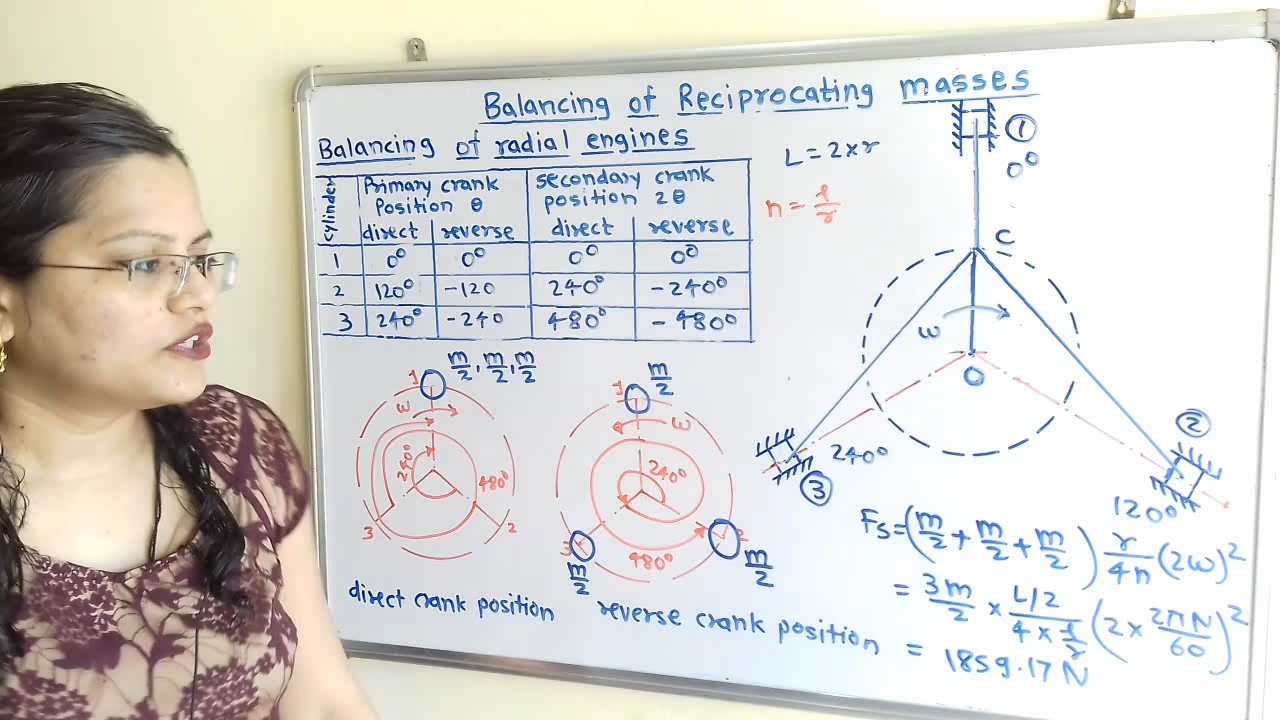 Balancing of Reciprocating masses
Balancing of radial engines
cylinder
Primary crank position θ
secondary crank position 2θ
direct reverse direct reverse
1 0° 0° 0° 0°
2 120° -120 240° -240°
3 240° -240 480° -480°
L = 2×r
n = l/r
1
0°
C
ω
O
240°
3
2
120°
m/2, m/2, m/2
1
ω
240°
480°
3
2
direct crank position
m/2
1
ω
240°
3
2
480°
m/2
m/2
reverse crank position
Fs = (m/2 + m/2 + m/2) r/4n (2ω)²
= 3m/2 × L/2 / 4 × l/r (2 × 2πN/60)²
= 1859.17 N